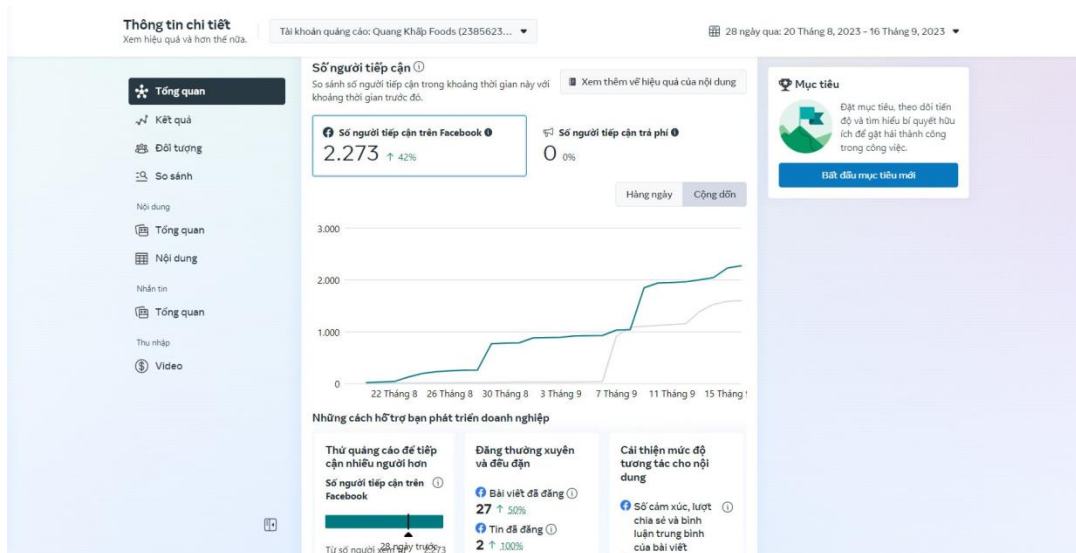 Thông tin chi tiết
Xem hiệu quả và hơn thế nữa.
Tài khoản quảng cáo: Quang Khấp Foods (2385623...
28 ngày qua: 20 Tháng 8, 2023 - 16 Tháng 9, 2023
Tổng quan
Kết quả
Đối tượng
So sánh
Nội dung
Tổng quan
Nội dung
Nhắn tin
Tổng quan
Thu nhập
Video
Số người tiếp cận
So sánh số người tiếp cận trong khoảng thời gian này với
khoảng thời gian trước đó.
Xem thêm về hiệu quả của nội dung
Số người tiếp cận trên Facebook
2.273 ↑ 42%
Số người tiếp cận trả phí
0 0%
Hàng ngày
Cộng dồn
3.000
2.000
1.000
0
22 Tháng 8
26 Tháng 8
30 Tháng 8
3 Tháng 9
7 Tháng 9
11 Tháng 9
15 Tháng
Những cách hỗ trợ bạn phát triển doanh nghiệp
Thử quảng cáo để tiếp
cận nhiều người hơn
Số người tiếp cận trên
Facebook
28 ngày trước
Từ số người xem
2.273
Đăng thường xuyên
và đều đặn
Bài viết đã đăng
27 ↑ 50%
Tin đã đăng
2 ↑ 100%
Cải thiện mức độ
tương tác cho nội
dung
Số cảm xúc, lượt
chia sẻ và bình
luận trung bình
của bài viết
Mục tiêu
Đặt mục tiêu, theo dõi tiến
độ và tìm hiểu bí quyết hữu
ích để gặt hái thành công
trong công việc.
Bắt đầu mục tiêu mới